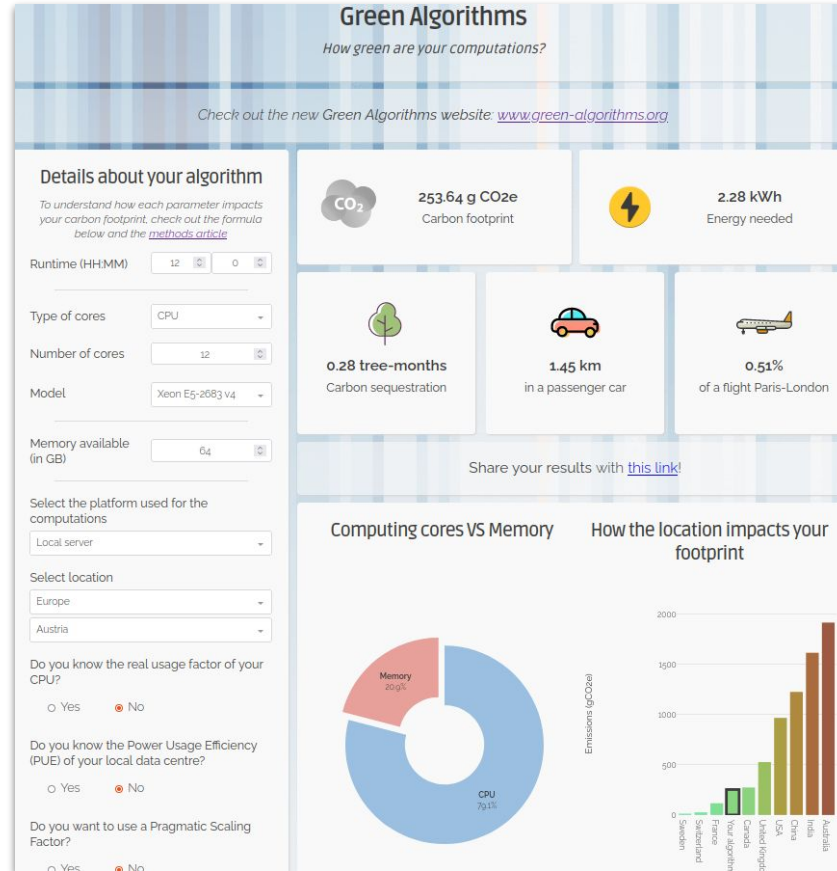 Green Algorithms
How green are your computations?
Check out the new Green Algorithms website: www.green-algorithms.org
Details about your algorithm
To understand how each parameter impacts
your carbon footprint, check out the formula
below and the methods article
Runtime (HH:MM)
12
0
Type of cores
CPU
Number of cores
12
Model
Xeon E5-2683 v4
Memory available
(in GB)
64
Select the platform used for the
computations
Local server
Select location
Europe
Austria
Do you know the real usage factor of your
CPU?
Yes
No
Do you know the Power Usage Efficiency
(PUE) of your local data centre?
Yes
No
Do you want to use a Pragmatic Scaling
Factor?
Yes
No
CO2
253.64 g CO2e
Carbon footprint
2.28 kWh
Energy needed
0.28 tree-months
Carbon sequestration
1.45 km
in a passenger car
0.51%
of a flight Paris-London
Share your results with this link!
Computing cores VS Memory
Memory
20.9%
CPU
79.1%
How the location impacts your
footprint
Emissions (gCO2e)
2000
1500
1000
500
0
Sweden
Switzerland
France
Your algorithm
Canada
United Kingdom
USA
China
India
Australia